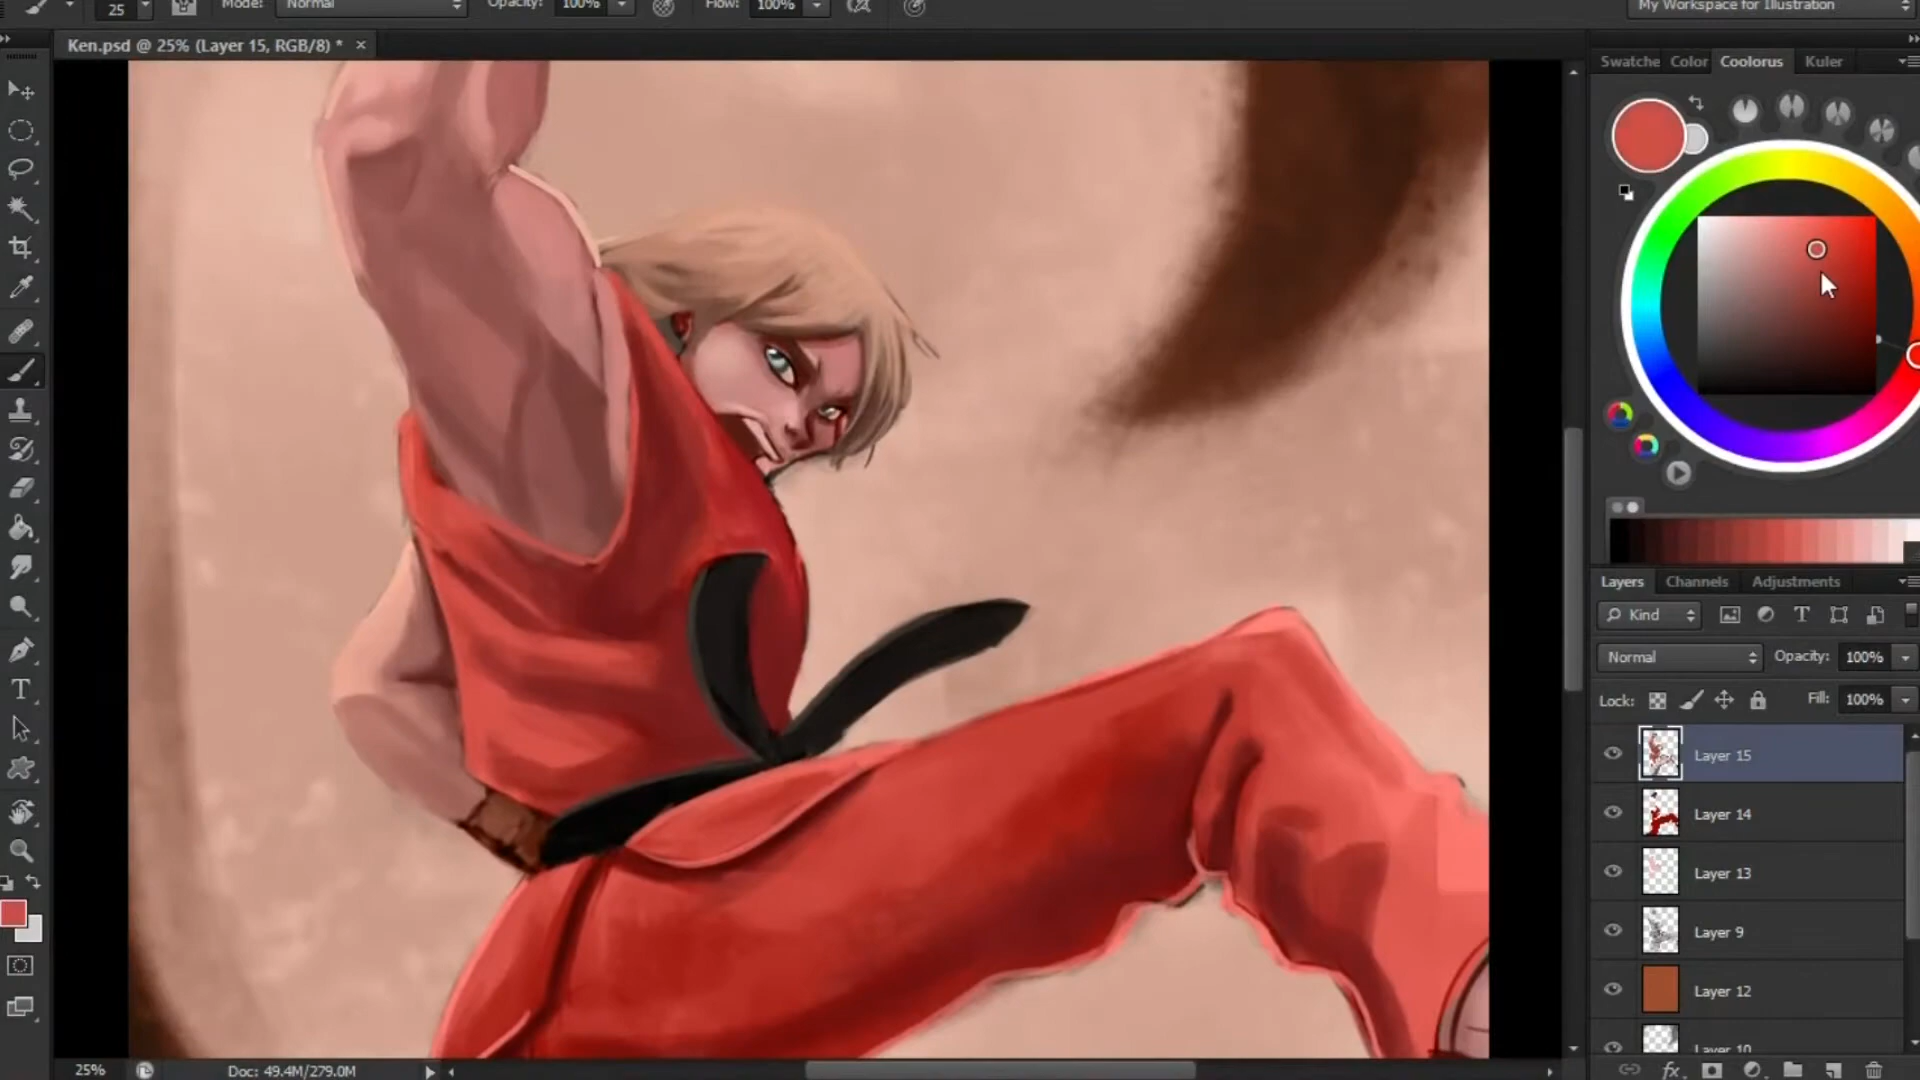 25 Mode: Normal Opacity: 100% Flow: 100% My Workspace for Illustration
Ken.psd @ 25% (Layer 15, RGB/8) *
Swatche Color Coolorus Kuler
Layers Channels Adjustments
Kind
Normal Opacity: 100%
Lock: Fill: 100%
Layer 15
Layer 14
Layer 13
Layer 9
Layer 12
Layer 10
25% Doc: 49.4M/279.0M